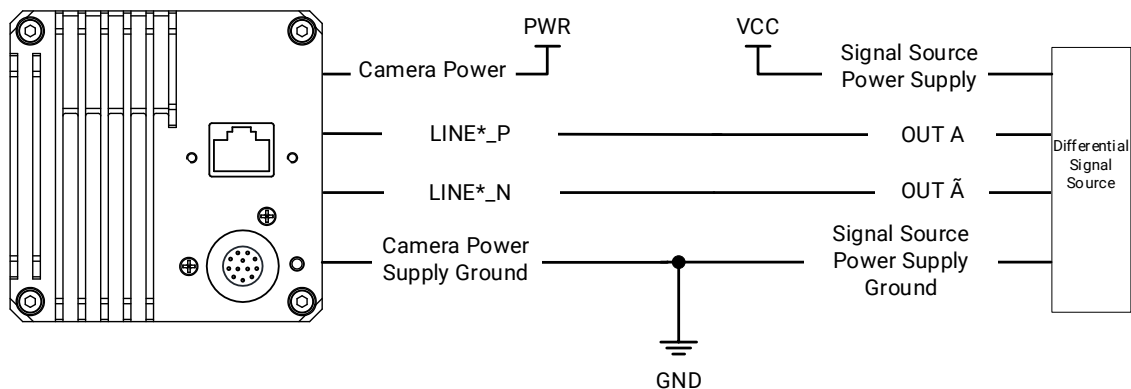 PWR
VCC
Camera Power
Signal Source
Power Supply
LINE*_P
OUT A
Differential
Signal
Source
LINE*_N
OUT Ã
Camera Power
Supply Ground
Signal Source
Power Supply
Ground
GND